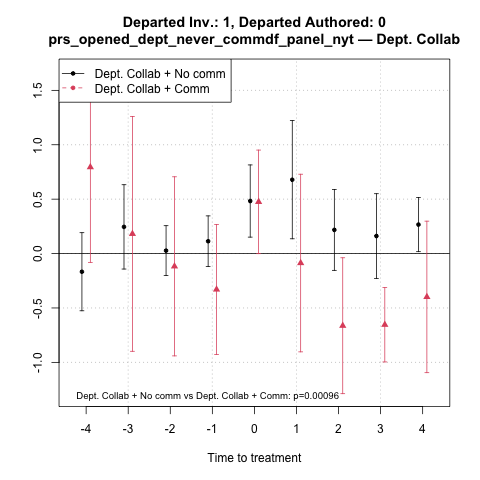 Departed Inv.: 1, Departed Authored: 0
prs_opened_dept_never_commdf_panel_nyt — Dept. Collab
Dept. Collab + No comm
Dept. Collab + Comm
1.5
1.0
0.5
0.0
-0.5
-1.0
Dept. Collab + No comm vs Dept. Collab + Comm: p=0.00096
-4 -3 -2 -1 0 1 2 3 4
Time to treatment